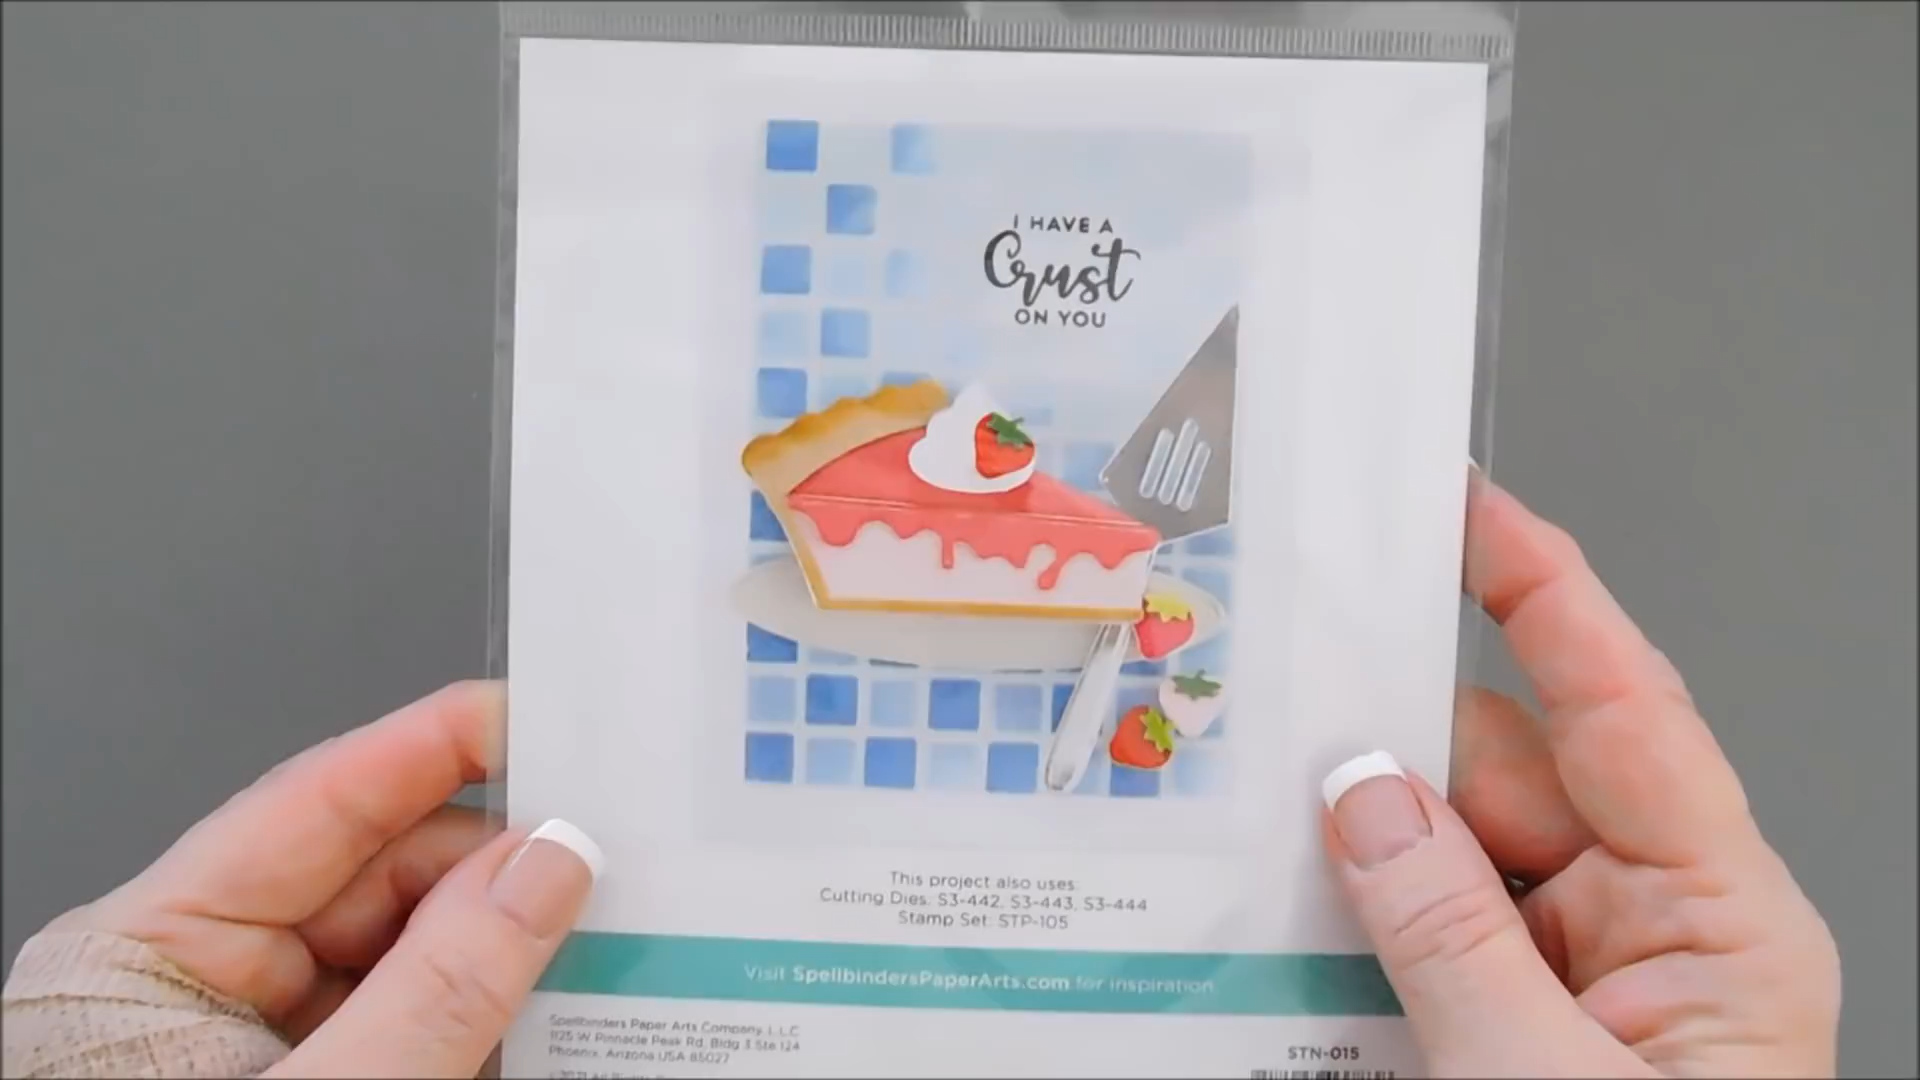 I HAVE A
Crust
ON YOU
This project also uses:
Cutting Dies: S3-442, S3-443, S3-444
Stamp Set: STP-105
Visit SpellbindersPaperArts.com for inspiration.
Spellbinders Paper Arts Company, L.L.C
1125 W Pinnacle Peak Rd, Bldg 3 Ste 124
Phoenix, Arizona USA 85027
STN-015